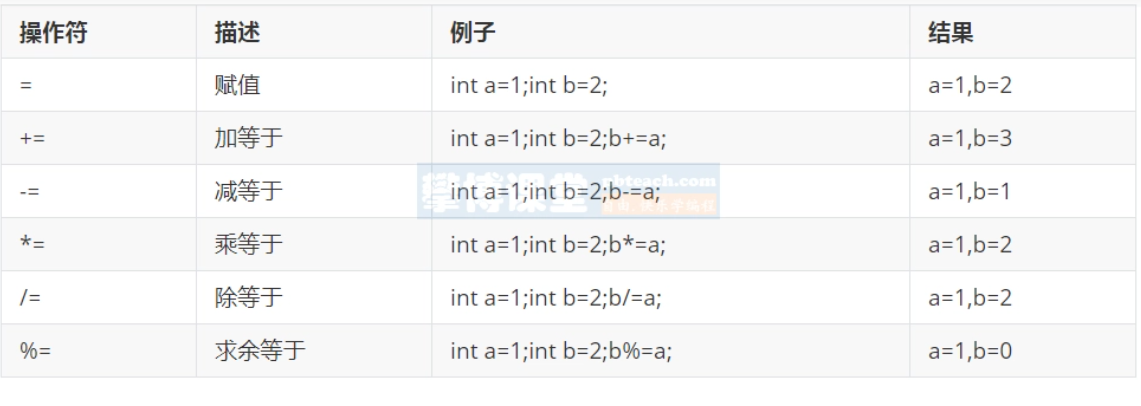 操作符 描述 例子 结果
= 赋值 int a=1;int b=2; a=1,b=2
+= 加等于 int a=1;int b=2;b+=a; a=1,b=3
-= 减等于 int a=1;int b=2;b-=a; a=1,b=1
*= 乘等于 int a=1;int b=2;b*=a; a=1,b=2
/= 除等于 int a=1;int b=2;b/=a; a=1,b=2
%= 求余等于 int a=1;int b=2;b%=a; a=1,b=0
攀博课堂 pbteach.com